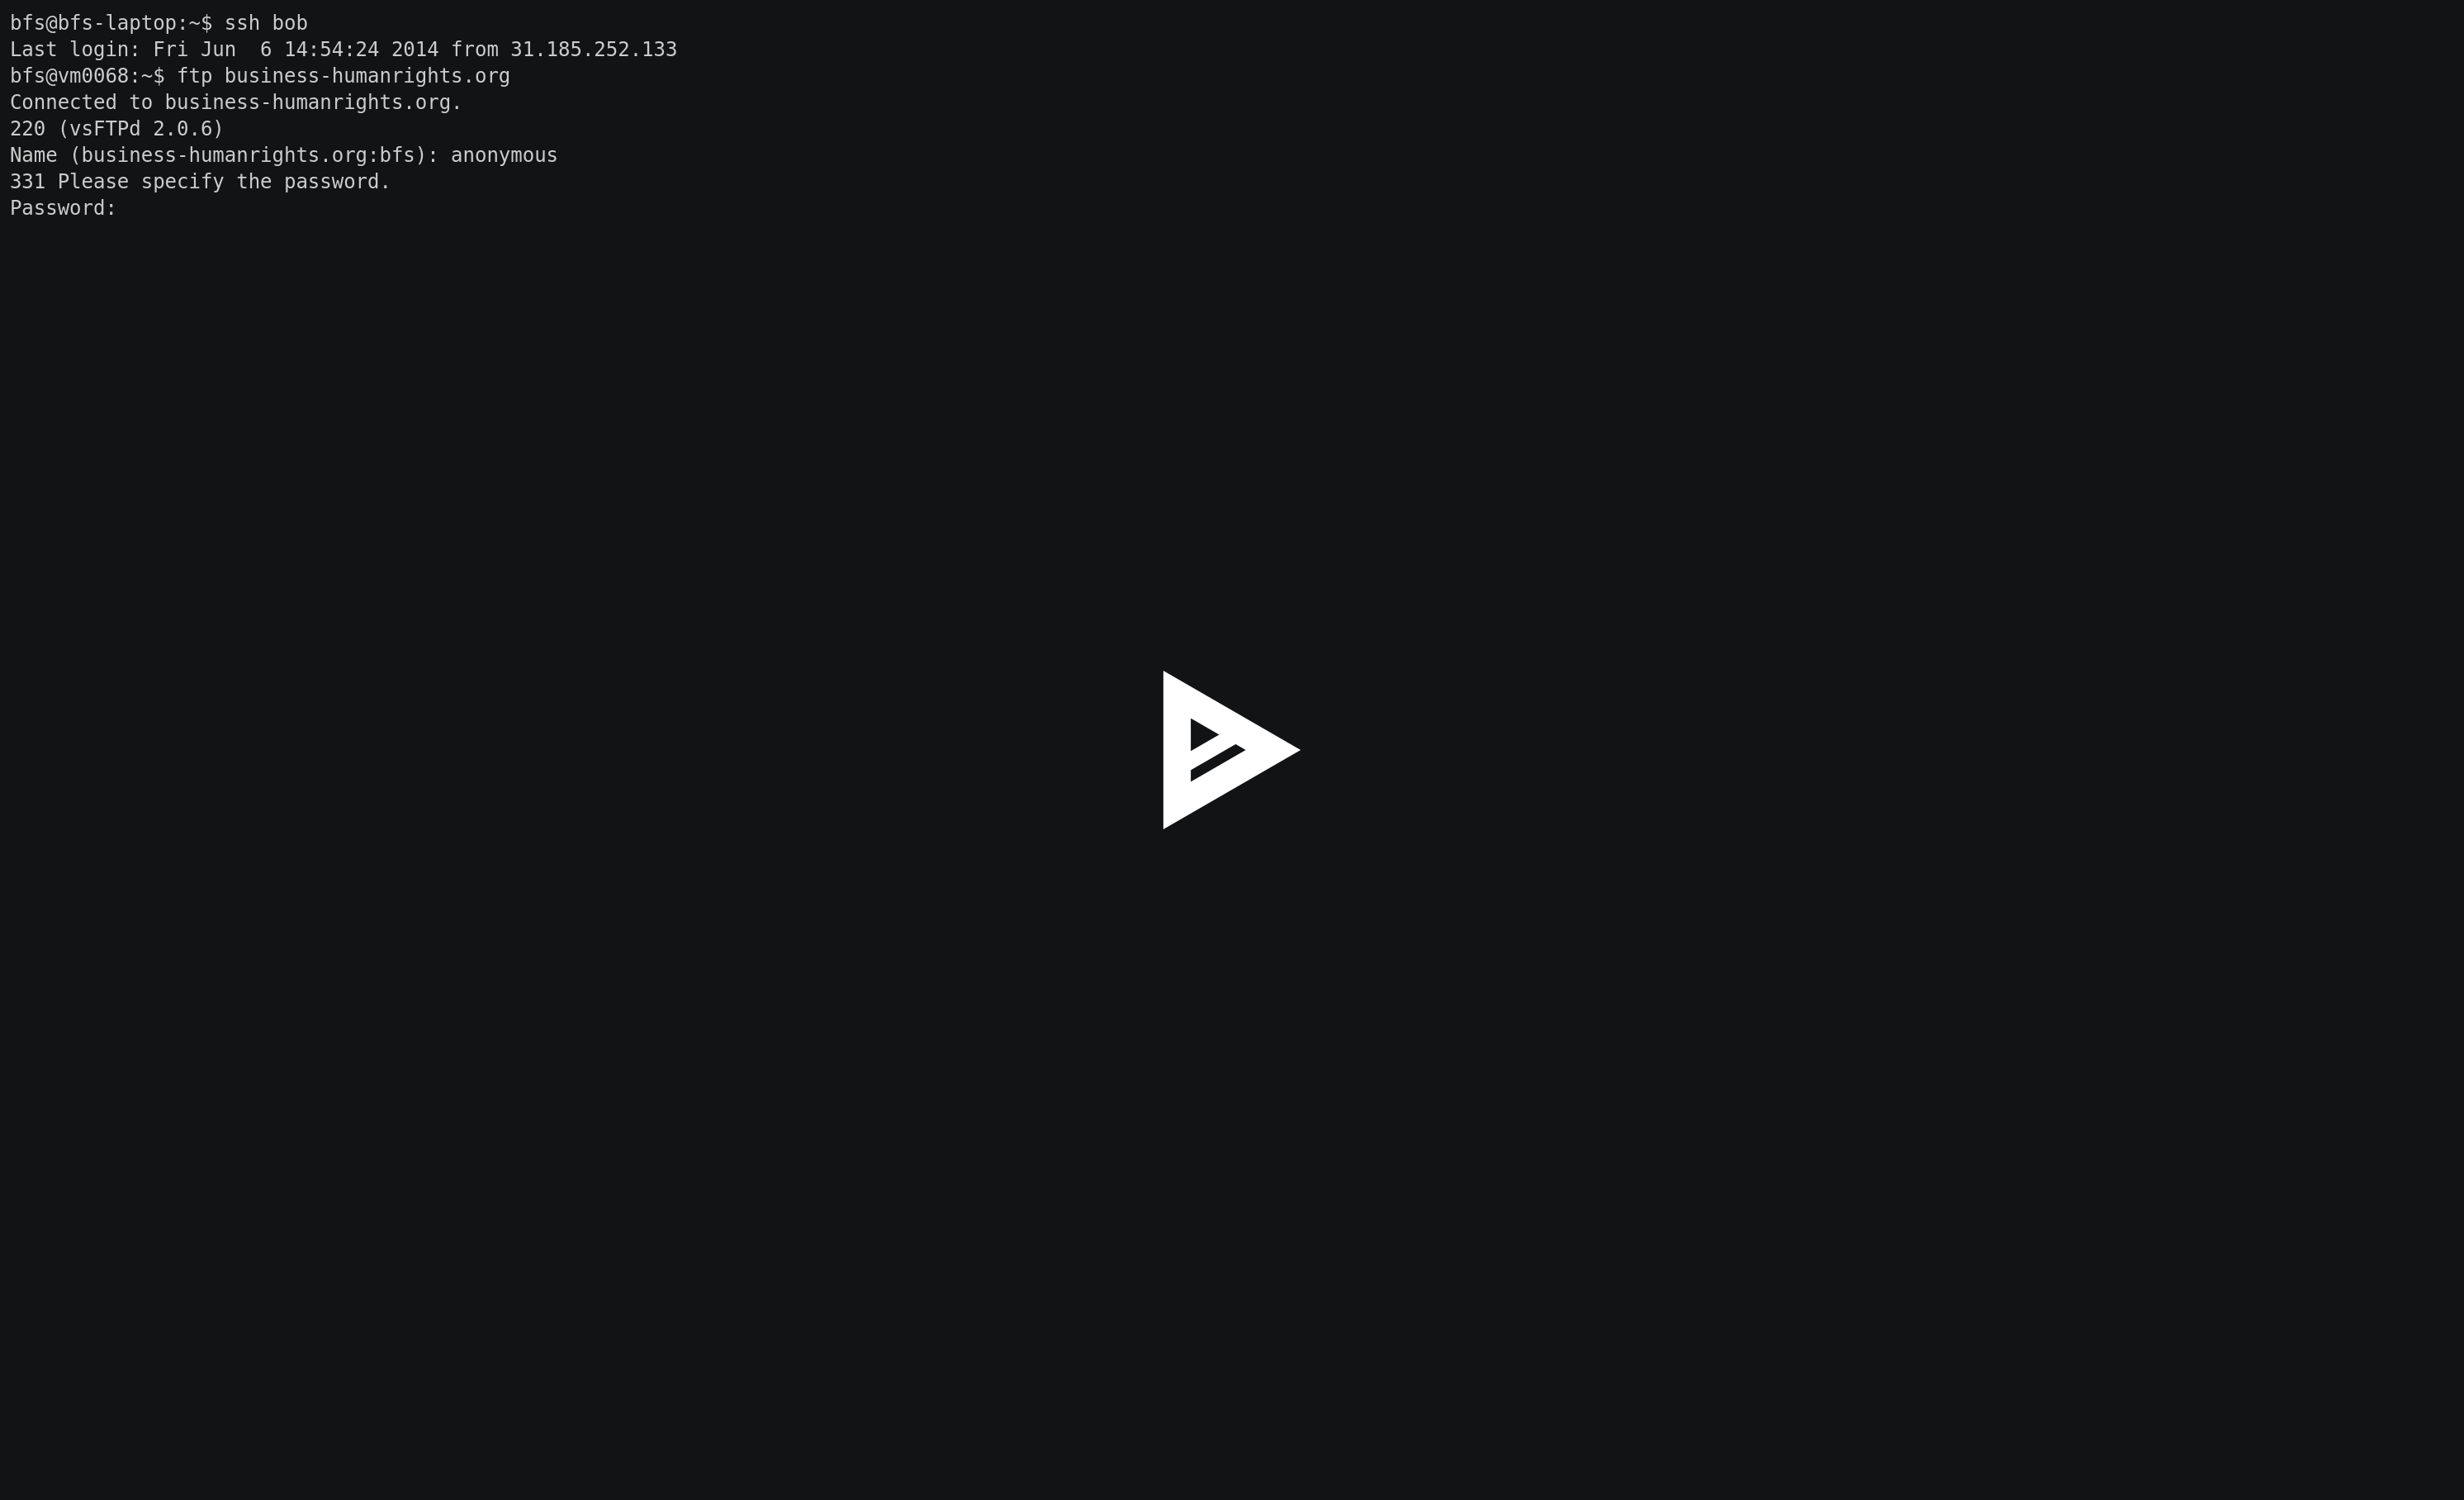 bfs@bfs-laptop:~$ ssh bob
Last login: Fri Jun  6 14:54:24 2014 from 31.185.252.133
bfs@vm0068:~$ ftp business-humanrights.org
Connected to business-humanrights.org.
220 (vsFTPd 2.0.6)
Name (business-humanrights.org:bfs): anonymous
331 Please specify the password.
Password: